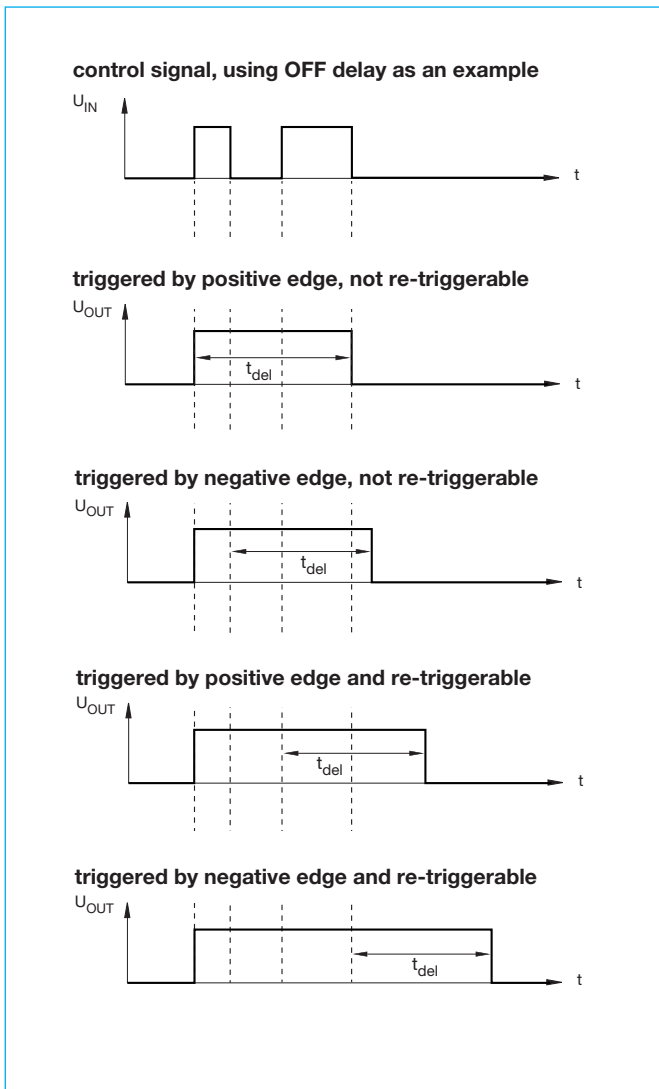 control signal, using OFF delay as an example
U_IN
t
triggered by positive edge, not re-triggerable
U_OUT
t_del
t
triggered by negative edge, not re-triggerable
U_OUT
t_del
t
triggered by positive edge and re-triggerable
U_OUT
t_del
t
triggered by negative edge and re-triggerable
U_OUT
t_del
t